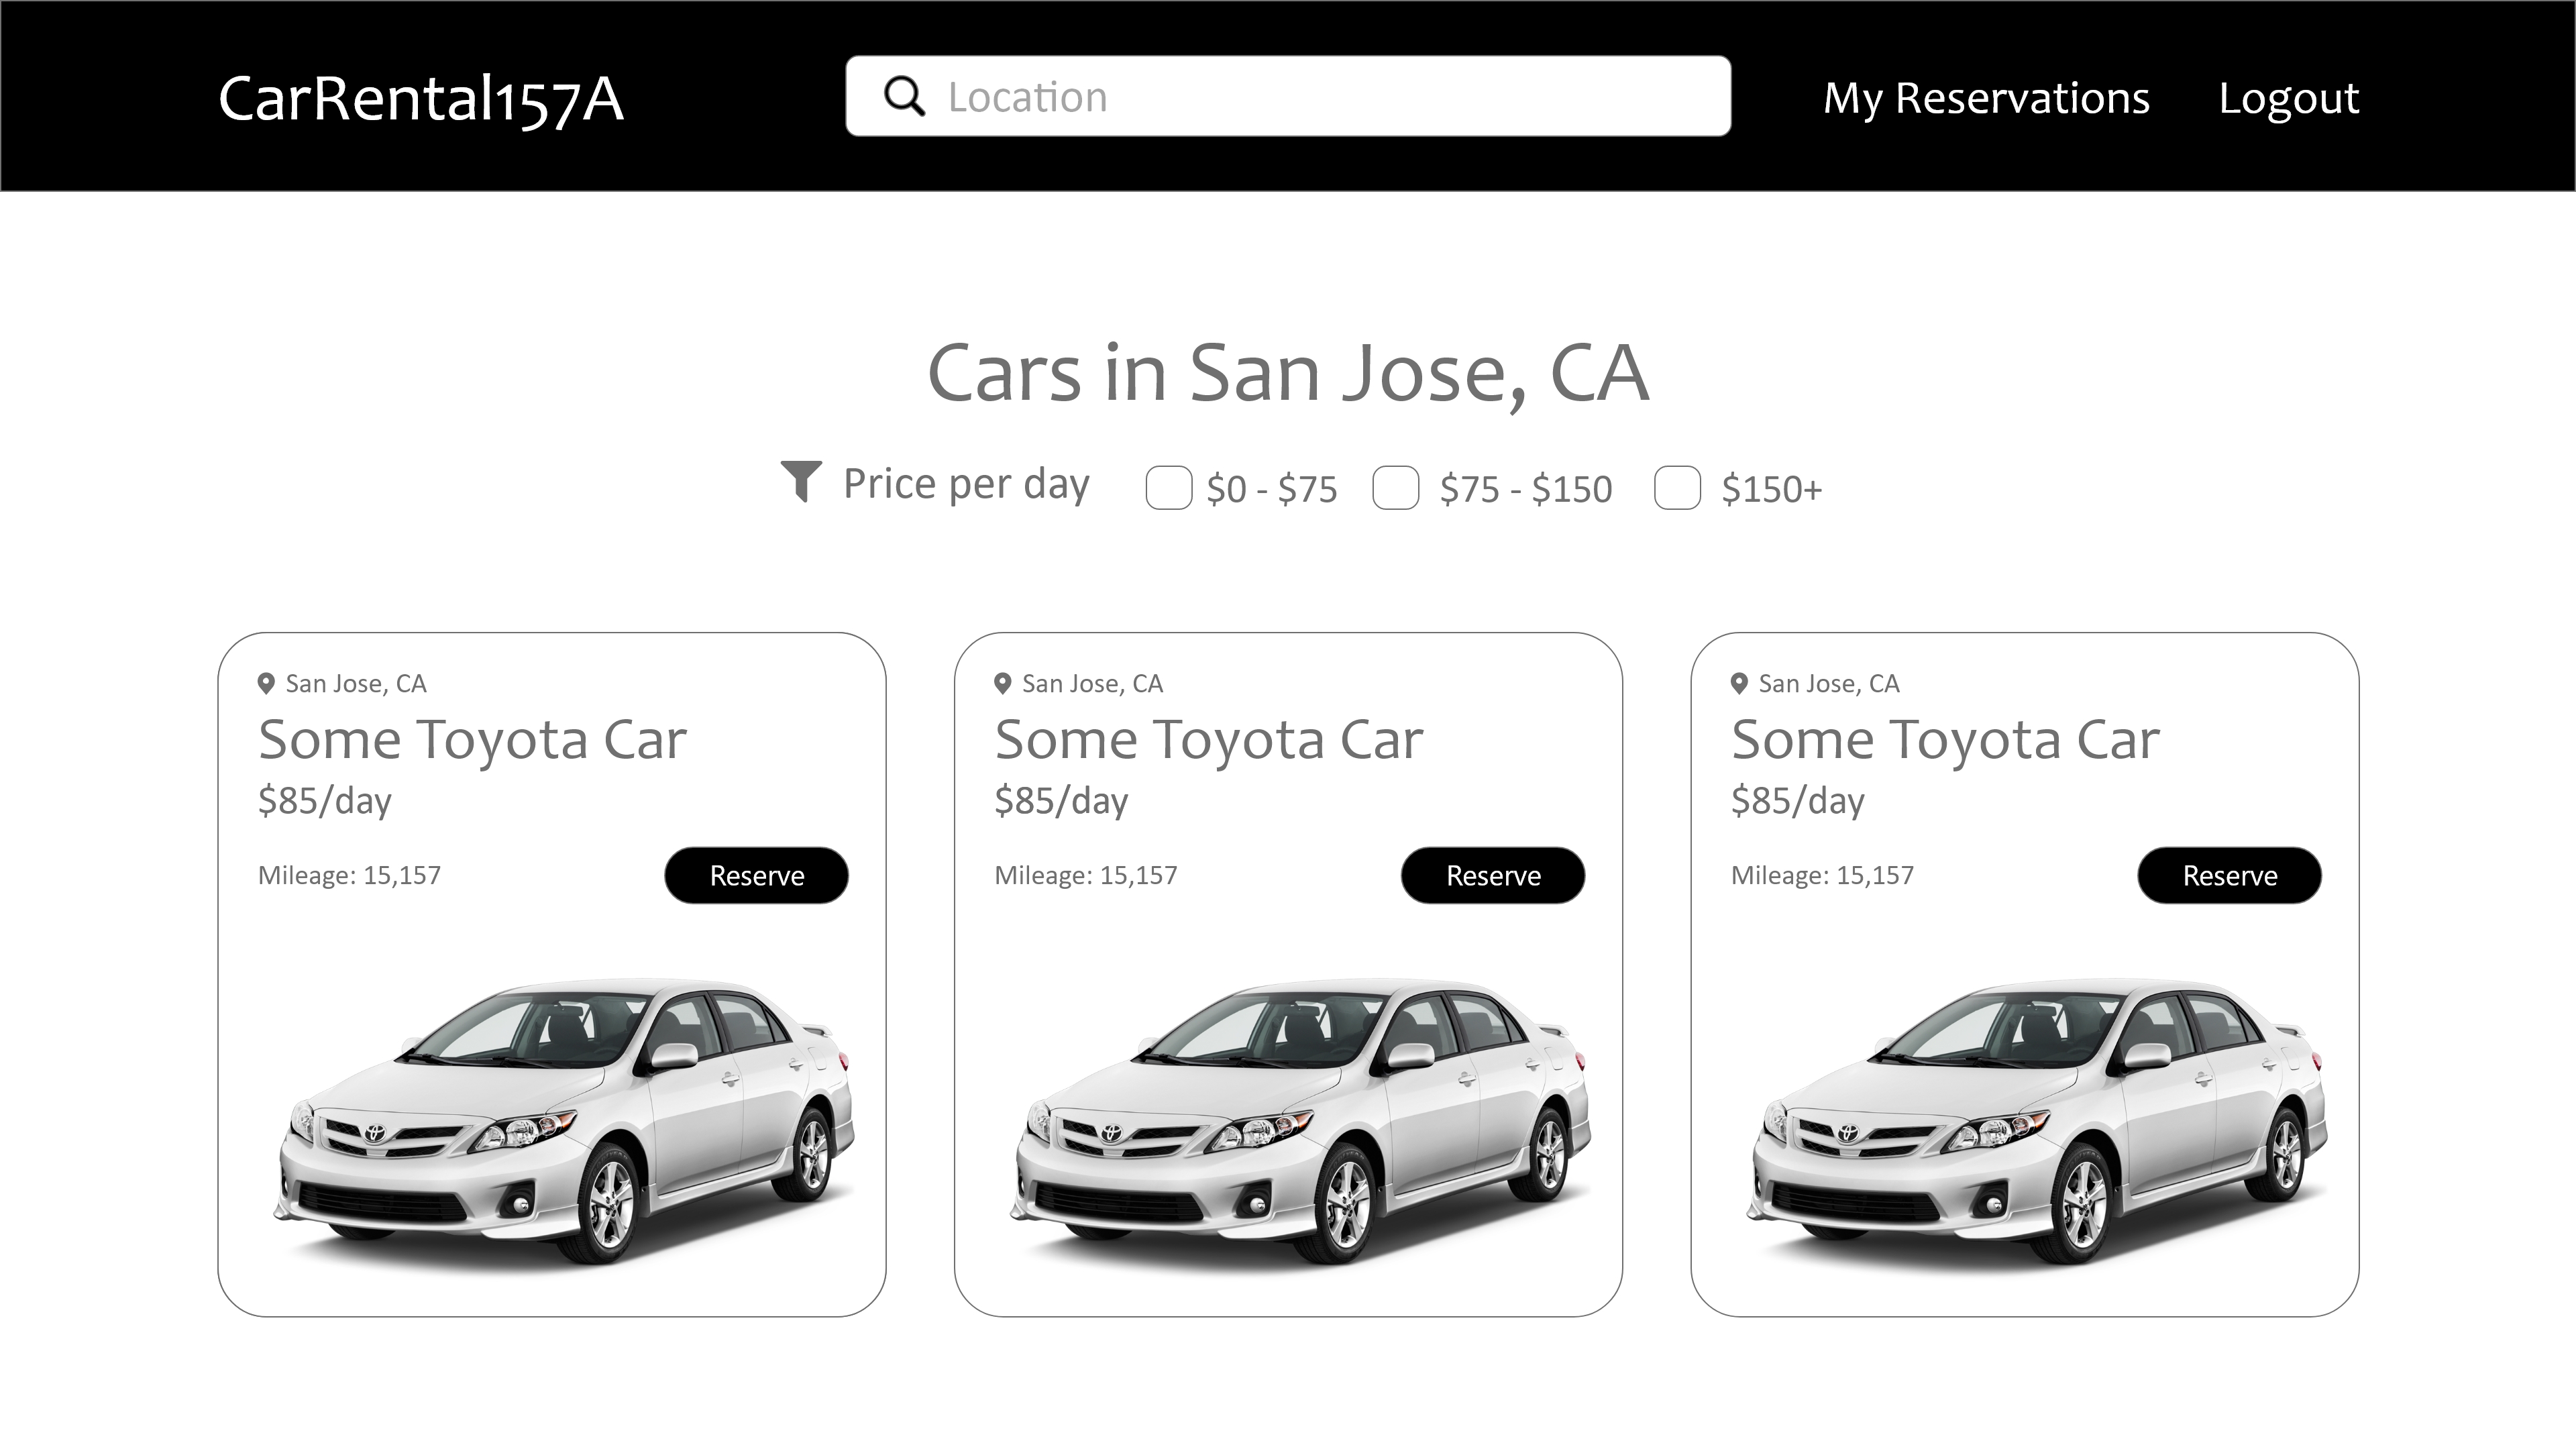 CarRental157A
Location
My Reservations
Logout
Cars in San Jose, CA
Price per day
$0 - $75
$75 - $150
$150+
San Jose, CA
Some Toyota Car
$85/day
Mileage: 15,157
Reserve
San Jose, CA
Some Toyota Car
$85/day
Mileage: 15,157
Reserve
San Jose, CA
Some Toyota Car
$85/day
Mileage: 15,157
Reserve